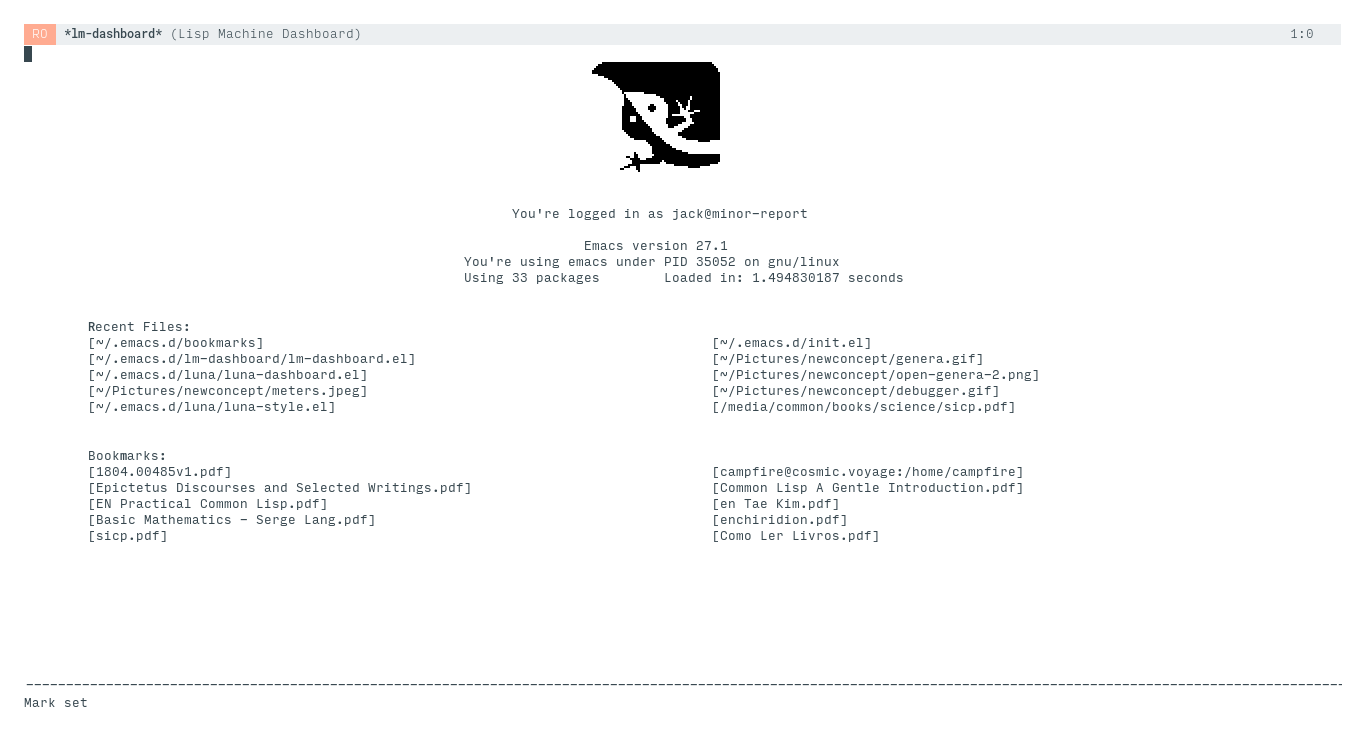 RO *lm-dashboard* (Lisp Machine Dashboard) 1:0
You're logged in as jack@minor-report
Emacs version 27.1
You're using emacs under PID 35052 on gnu/linux
Using 33 packages Loaded in: 1.494830187 seconds
Recent Files:
[~/.emacs.d/bookmarks] [~/.emacs.d/init.el]
[~/.emacs.d/lm-dashboard/lm-dashboard.el] [~/Pictures/newconcept/genera.gif]
[~/.emacs.d/luna/luna-dashboard.el] [~/Pictures/newconcept/open-genera-2.png]
[~/Pictures/newconcept/meters.jpeg] [~/Pictures/newconcept/debugger.gif]
[~/.emacs.d/luna/luna-style.el] [/media/common/books/science/sicp.pdf]
Bookmarks:
[1804.00485v1.pdf] [campfire@cosmic.voyage:/home/campfire]
[Epictetus Discourses and Selected Writings.pdf] [Common Lisp A Gentle Introduction.pdf]
[EN Practical Common Lisp.pdf] [en Tae Kim.pdf]
[Basic Mathematics - Serge Lang.pdf] [enchiridion.pdf]
[sicp.pdf] [Como Ler Livros.pdf]
Mark set